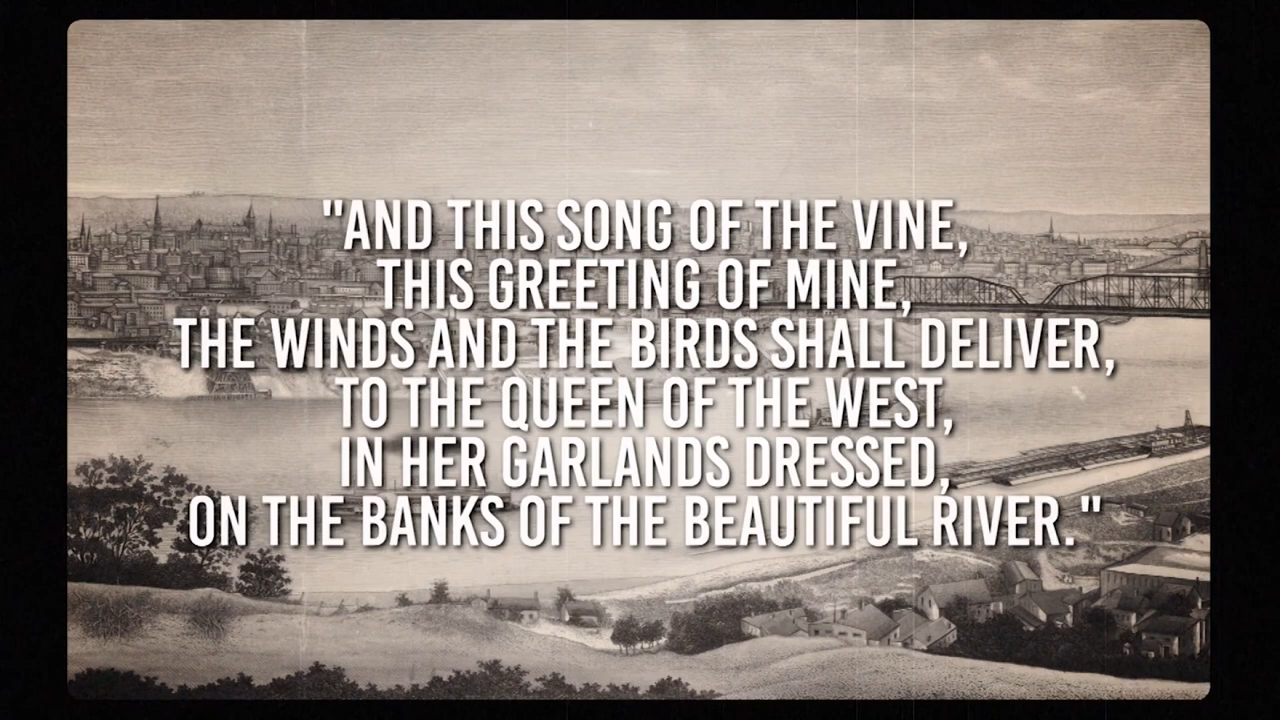 "AND THIS SONG OF THE VINE,
THIS GREETING OF MINE,
THE WINDS AND THE BIRDS SHALL DELIVER,
TO THE QUEEN OF THE WEST,
IN HER GARLANDS DRESSED,
ON THE BANKS OF THE BEAUTIFUL RIVER."